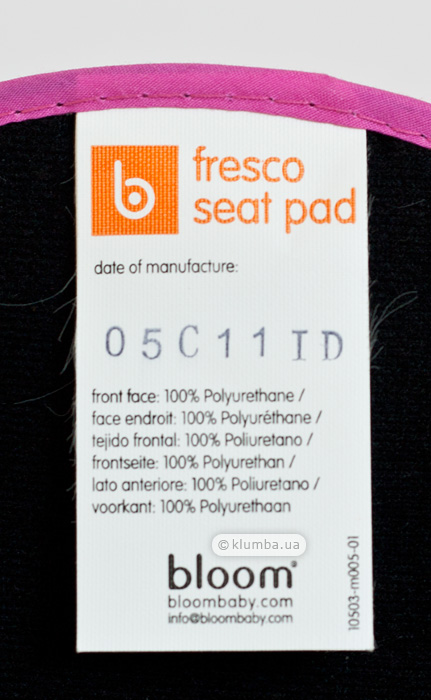 b
fresco
seat pad
date of manufacture:
05C11ID
front face: 100% Polyurethane /
face endroit: 100% Polyuréthane /
tejido frontal: 100% Poliuretano /
frontseite: 100% Polyurethan /
lato anteriore: 100% Poliuretano /
voorkant: 100% Polyurethaan
© klumba.ua
bloom®
bloombaby.com
info@bloombaby.com
10503-m005-01